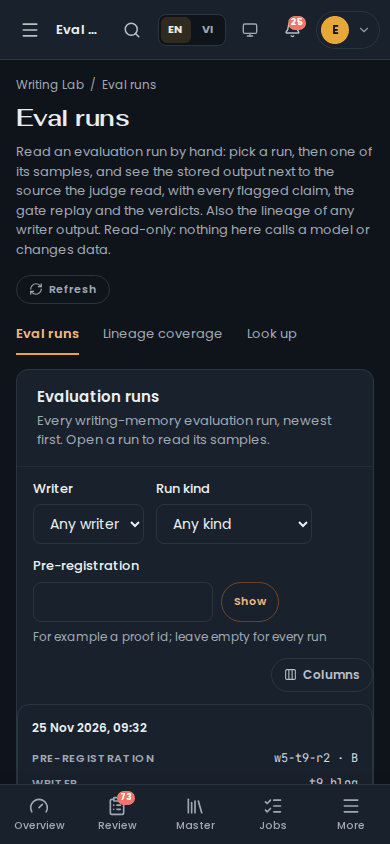 Eval ...
EN
VI
25
E
Writing Lab / Eval runs
Eval runs
Read an evaluation run by hand: pick a run, then one of
its samples, and see the stored output next to the
source the judge read, with every flagged claim, the
gate replay and the verdicts. Also the lineage of any
writer output. Read-only: nothing here calls a model or
changes data.
Refresh
Eval runs
Lineage coverage
Look up
Evaluation runs
Every writing-memory evaluation run, newest
first. Open a run to read its samples.
Writer
Run kind
Any writer
Any kind
Pre-registration
Show
For example a proof id; leave empty for every run
Columns
25 Nov 2026, 09:32
PRE-REGISTRATION
w5-t9-r2 · B
WRITER
t9_blog
73
Overview
Review
Master
Jobs
More